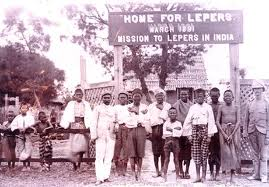 "HOME FOR LEPERS"
MARCH 1891
MISSION TO LEPERS IN INDIA